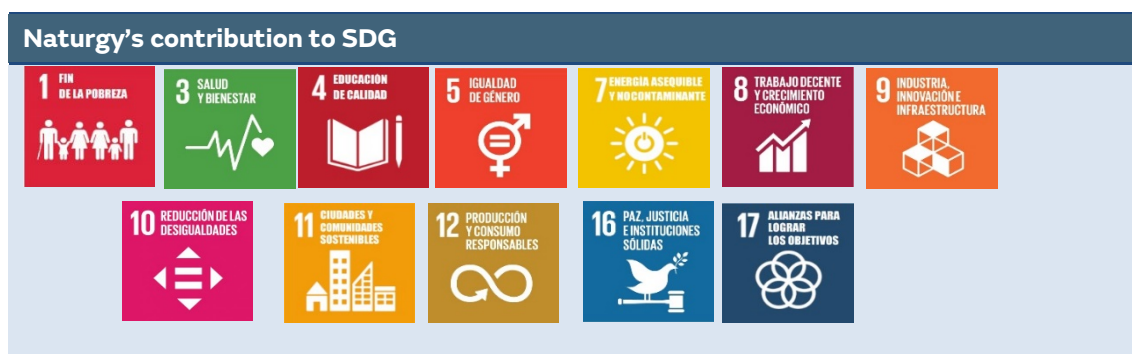 Naturgy's contribution to SDG
1 FIN
DE LA POBREZA
3 SALUD
Y BIENESTAR
4 EDUCACIÓN
DE CALIDAD
5 IGUALDAD
DE GÉNERO
7 ENERGÍA ASEQUIBLE
Y NO CONTAMINANTE
8 TRABAJO DECENTE
Y CRECIMIENTO
ECONÓMICO
9 INDUSTRIA,
INNOVACIÓN E
INFRAESTRUCTURA
10 REDUCCIÓN DE LAS
DESIGUALDADES
11 CIUDADES Y
COMUNIDADES
SOSTENIBLES
12 PRODUCCIÓN
Y CONSUMO
RESPONSABLES
16 PAZ, JUSTICIA
E INSTITUCIONES
SÓLIDAS
17 ALIANZAS PARA
LOGRAR
LOS OBJETIVOS